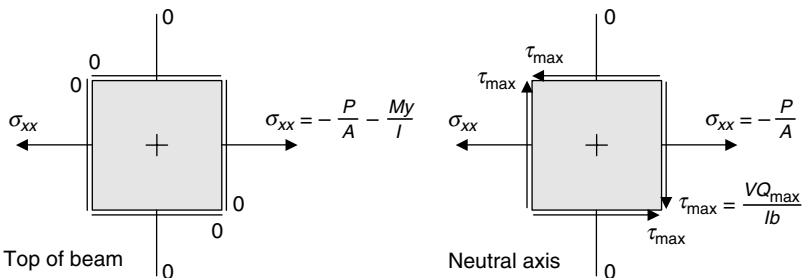 0
0
0
σxx
σxx = − P/A − My/I
0
0
0
Top of beam
0
τmax
τmax
σxx
σxx = − P/A
τmax = VQmax/Ib
τmax
0
Neutral axis